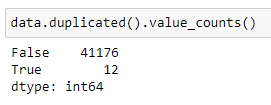 data.duplicated().value_counts()
False    41176
True        12
dtype: int64